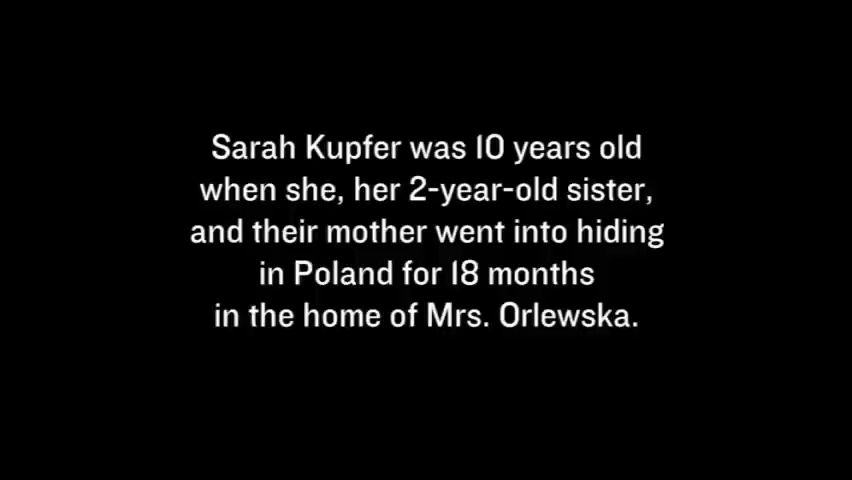 Sarah Kupfer was 10 years old
when she, her 2-year-old sister,
and their mother went into hiding
in Poland for 18 months
in the home of Mrs. Orlewska.